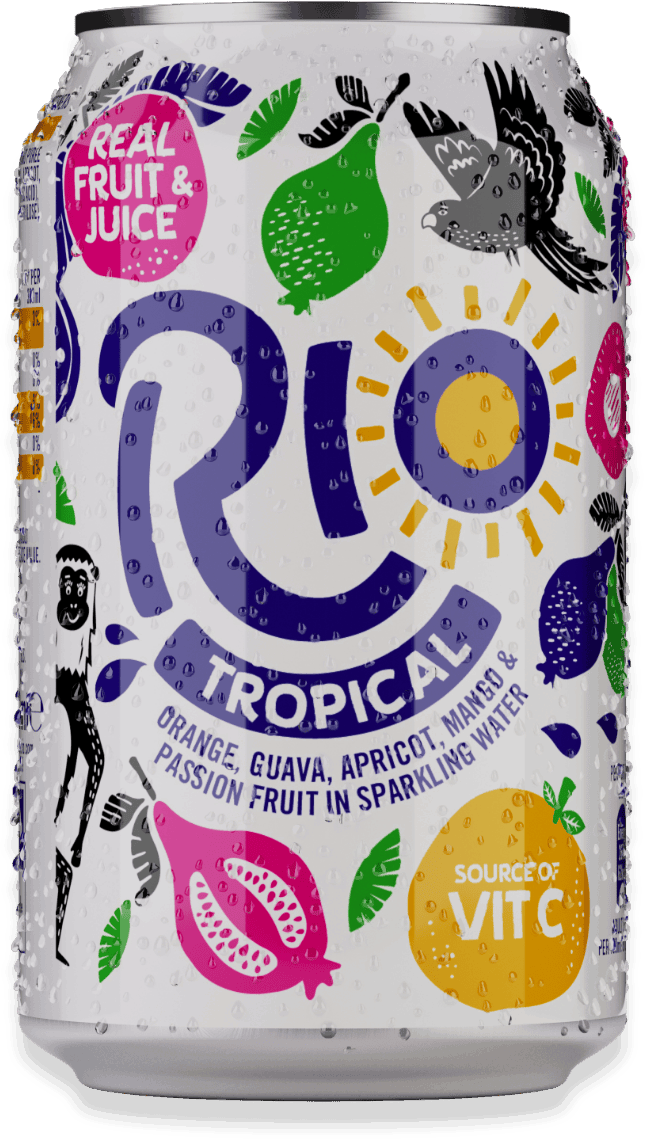 REAL
FRUIT &
JUICE
RIO
TROPICAL
ORANGE, GUAVA, APRICOT, MANGO &
PASSION FRUIT IN SPARKLING WATER
SOURCE OF
VIT C